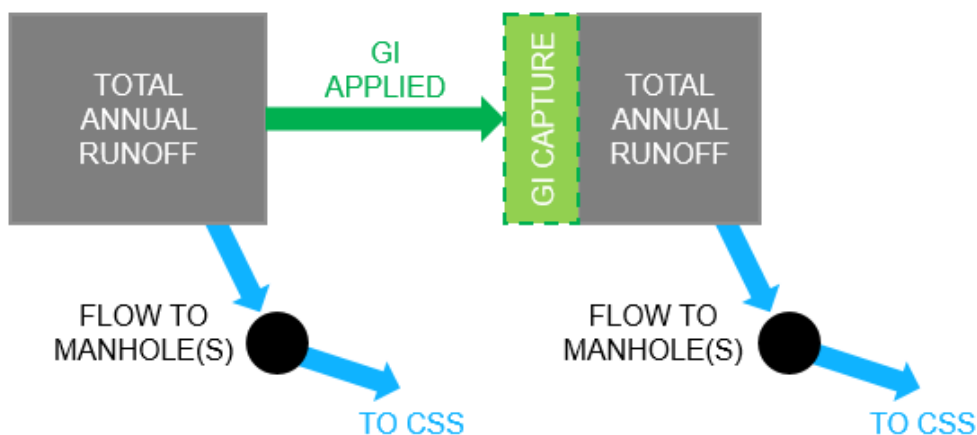 TOTAL
ANNUAL
RUNOFF
GI
APPLIED
GI CAPTURE
TOTAL
ANNUAL
RUNOFF
FLOW TO
MANHOLE(S)
TO CSS
FLOW TO
MANHOLE(S)
TO CSS